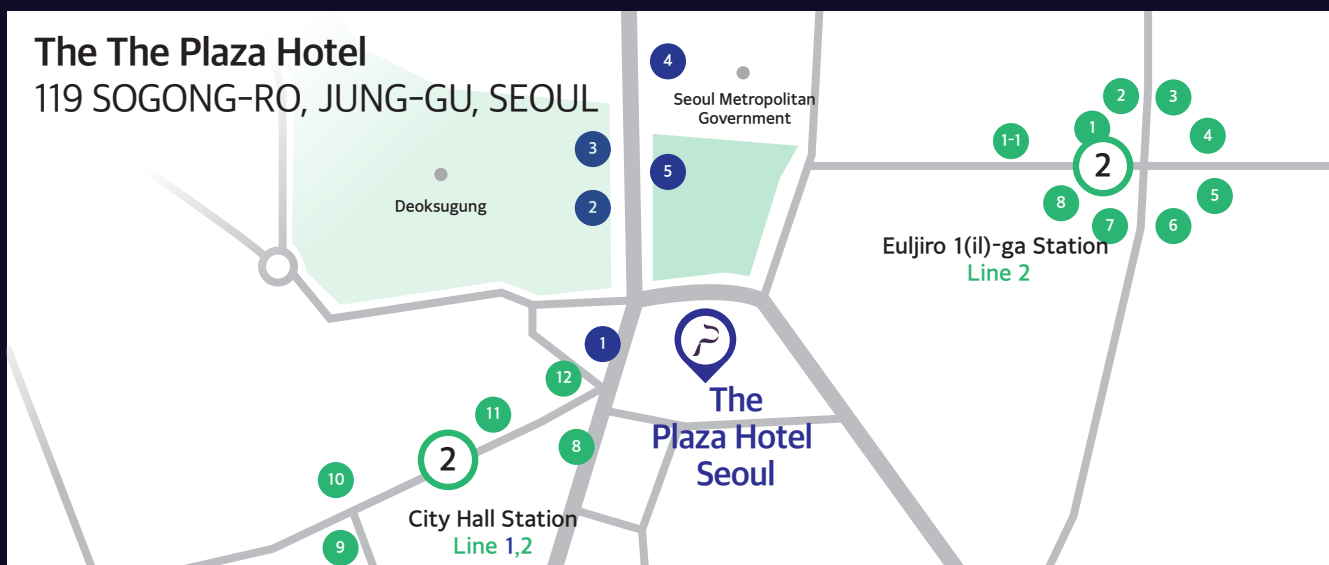 The The Plaza Hotel
119 SOGONG-RO, JUNG-GU, SEOUL
4
Seoul Metropolitan
Government
3
5
2
Deoksugung
2
3
1
1-1
4
2
8
5
7
6
Euljiro 1(il)-ga Station
Line 2
1
12
11
8
2
10
9
City Hall Station
Line 1,2
The
Plaza Hotel
Seoul